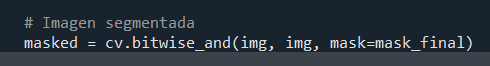 # Imagen segmentada
masked = cv.bitwise_and(img, img, mask=mask_final)